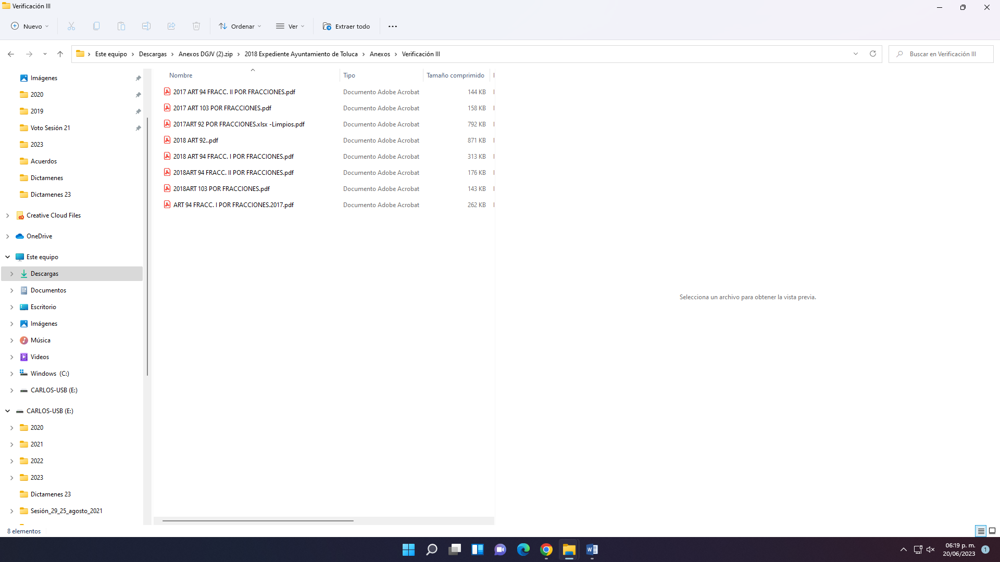 Verificación III
Nuevo
Ordenar
Ver
Extraer todo
Este equipo > Descargas > Anexos DGJV (2).zip > 2018 Expediente Ayuntamiento de Toluca > Anexos > Verificación III
Buscar en Verificación III
Imágenes
2020
2019
Voto Sesión 21
2023
Acuerdos
Dictamenes
Dictamenes 23
Creative Cloud Files
OneDrive
Este equipo
Descargas
Documentos
Escritorio
Imágenes
Música
Videos
Windows (C:)
CARLOS-USB (E:)
CARLOS-USB (E:)
2020
2021
2022
2023
Dictamenes 23
Sesión_29_25_agosto_2021
Nombre Tipo Tamaño comprimido
2017 ART 94 FRACC. II POR FRACCIONES.pdf Documento Adobe Acrobat 144 KB
2017 ART 103 POR FRACCIONES.pdf Documento Adobe Acrobat 158 KB
2017ART 92 POR FRACCIONES.xlsx -Limpios.pdf Documento Adobe Acrobat 792 KB
2018 ART 92..pdf Documento Adobe Acrobat 871 KB
2018 ART 94 FRACC. I POR FRACCIONES.pdf Documento Adobe Acrobat 313 KB
2018ART 94 FRACC. II POR FRACCIONES.pdf Documento Adobe Acrobat 176 KB
2018ART 103 POR FRACCIONES.pdf Documento Adobe Acrobat 143 KB
ART 94 FRACC. I POR FRACCIONES.2017.pdf Documento Adobe Acrobat 262 KB
Selecciona un archivo para obtener la vista previa.
8 elementos
06:19 p. m.
20/06/2023
1